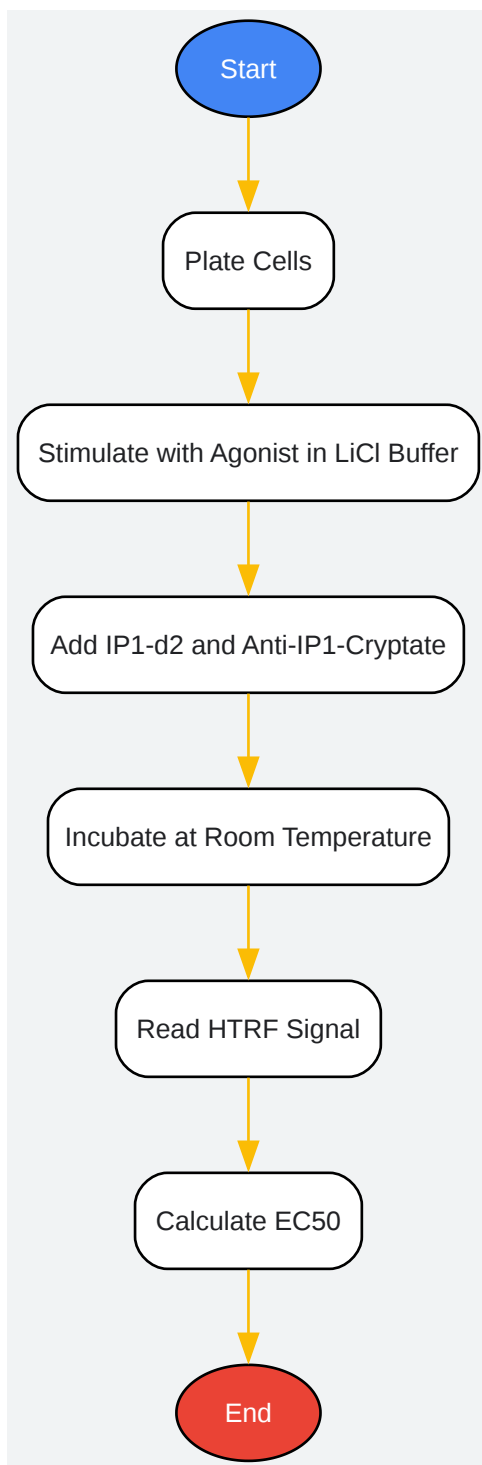 Start
Plate Cells
Stimulate with Agonist in LiCl Buffer
Add IP1-d2 and Anti-IP1-Cryptate
Incubate at Room Temperature
Read HTRF Signal
Calculate EC50
End